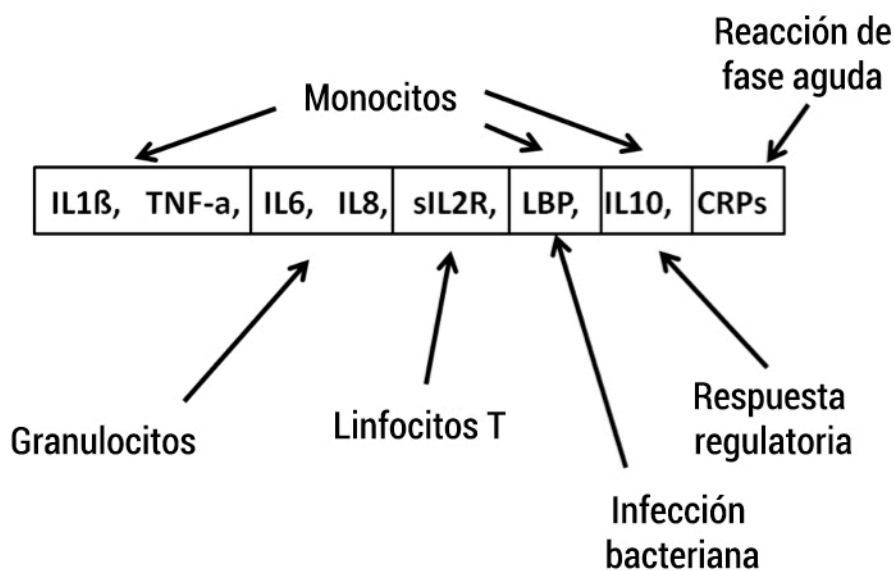 Reacción de
fase aguda
Monocitos
IL1ß, TNF-a, IL6, IL8, sIL2R, LBP, IL10, CRPs
Granulocitos
Linfocitos T
Respuesta
regulatoria
Infección
bacteriana